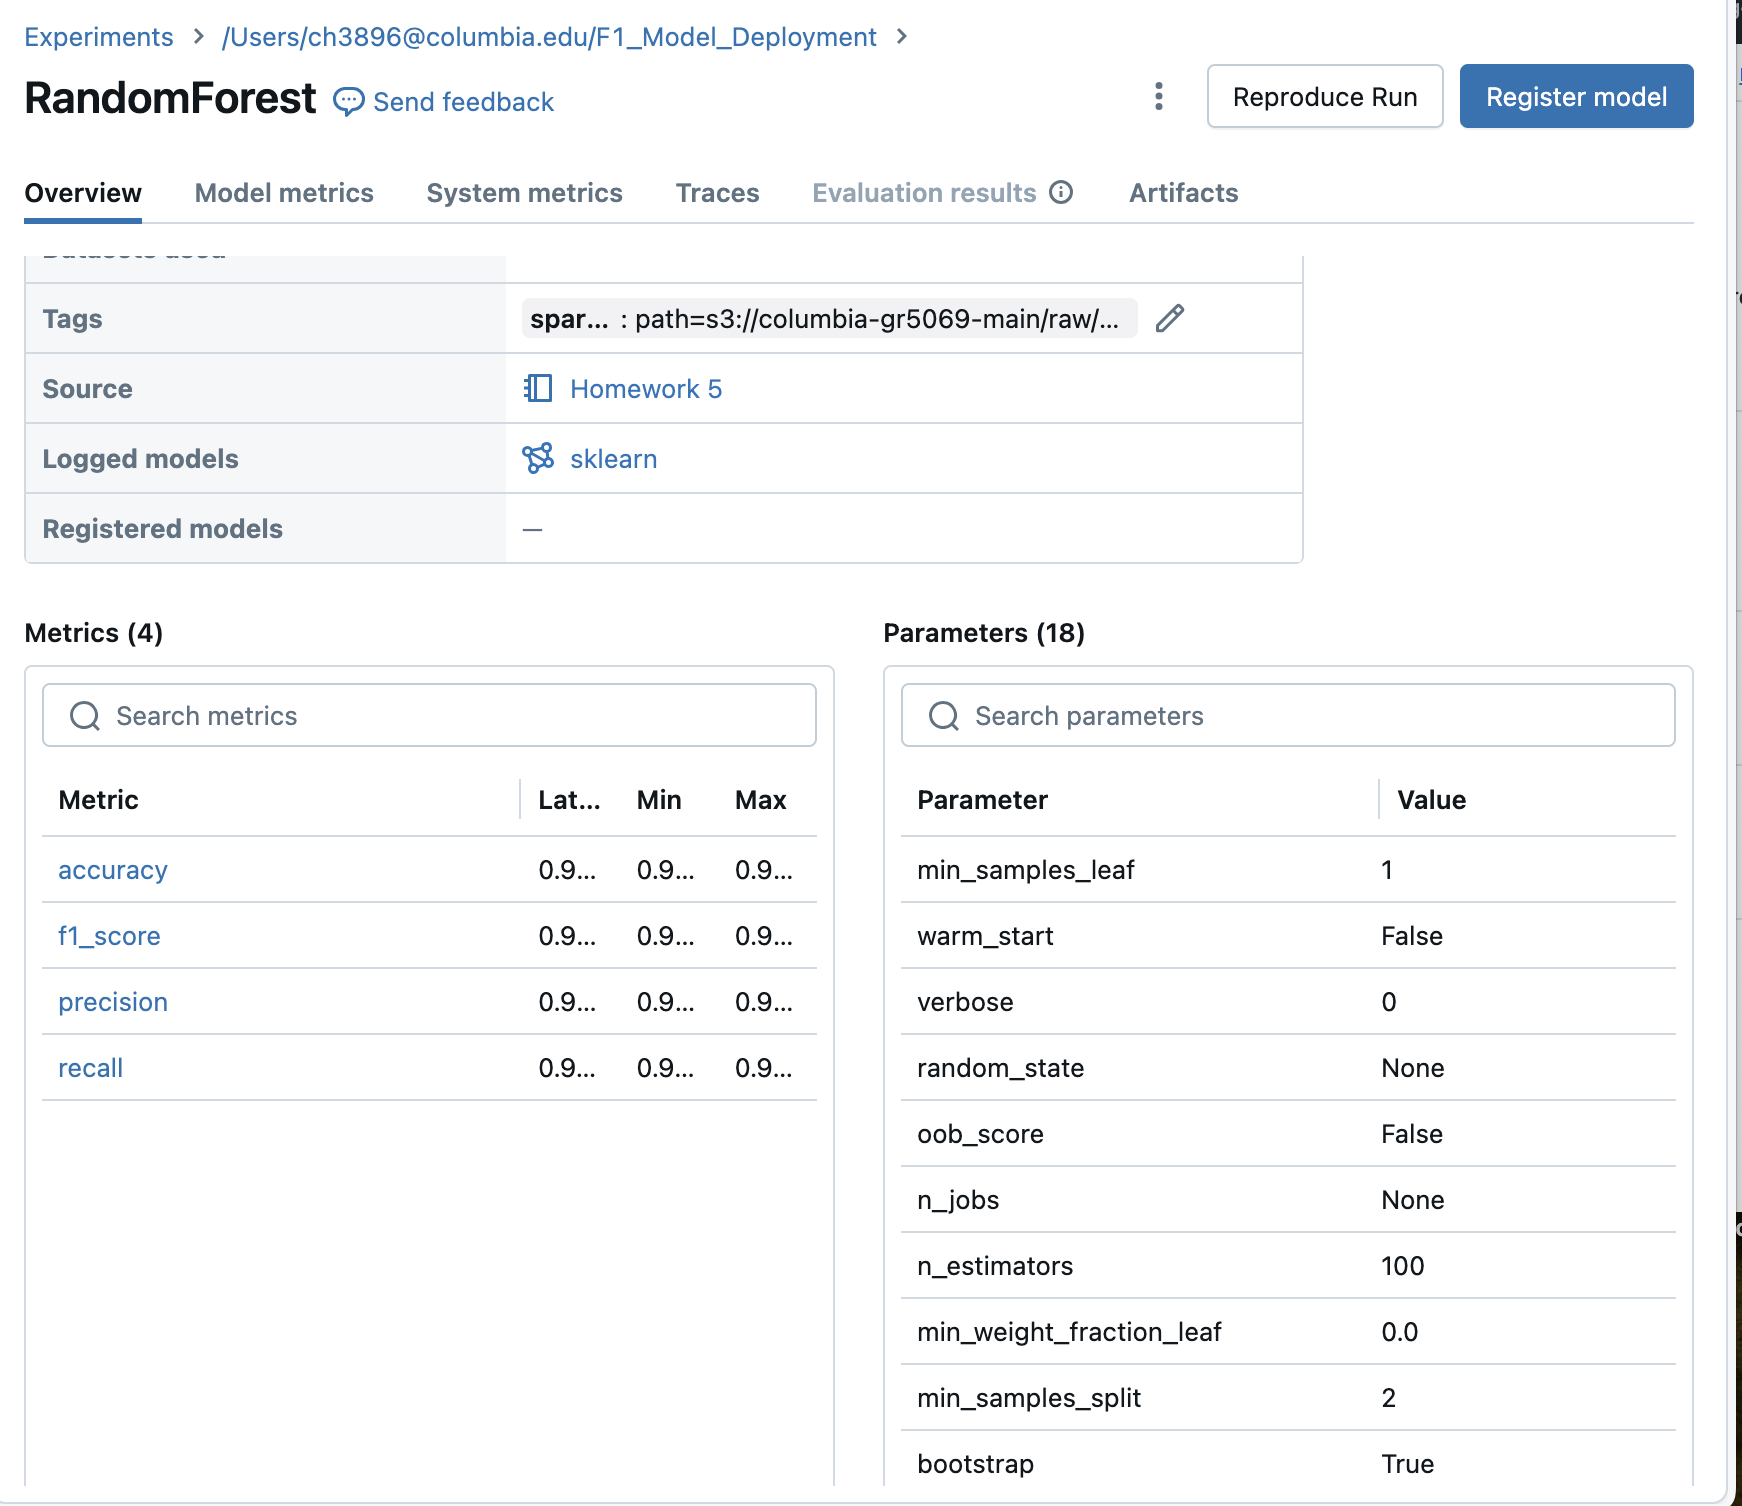 Experiments > /Users/ch3896@columbia.edu/F1_Model_Deployment >
RandomForest Send feedback Reproduce Run Register model
Overview Model metrics System metrics Traces Evaluation results Artifacts
Datasets used
Tags spar... : path=s3://columbia-gr5069-main/raw/...
Source Homework 5
Logged models sklearn
Registered models —
Metrics (4)
Search metrics
Metric Lat... Min Max
accuracy 0.9... 0.9... 0.9...
f1_score 0.9... 0.9... 0.9...
precision 0.9... 0.9... 0.9...
recall 0.9... 0.9... 0.9...
Parameters (18)
Search parameters
Parameter Value
min_samples_leaf 1
warm_start False
verbose 0
random_state None
oob_score False
n_jobs None
n_estimators 100
min_weight_fraction_leaf 0.0
min_samples_split 2
bootstrap True